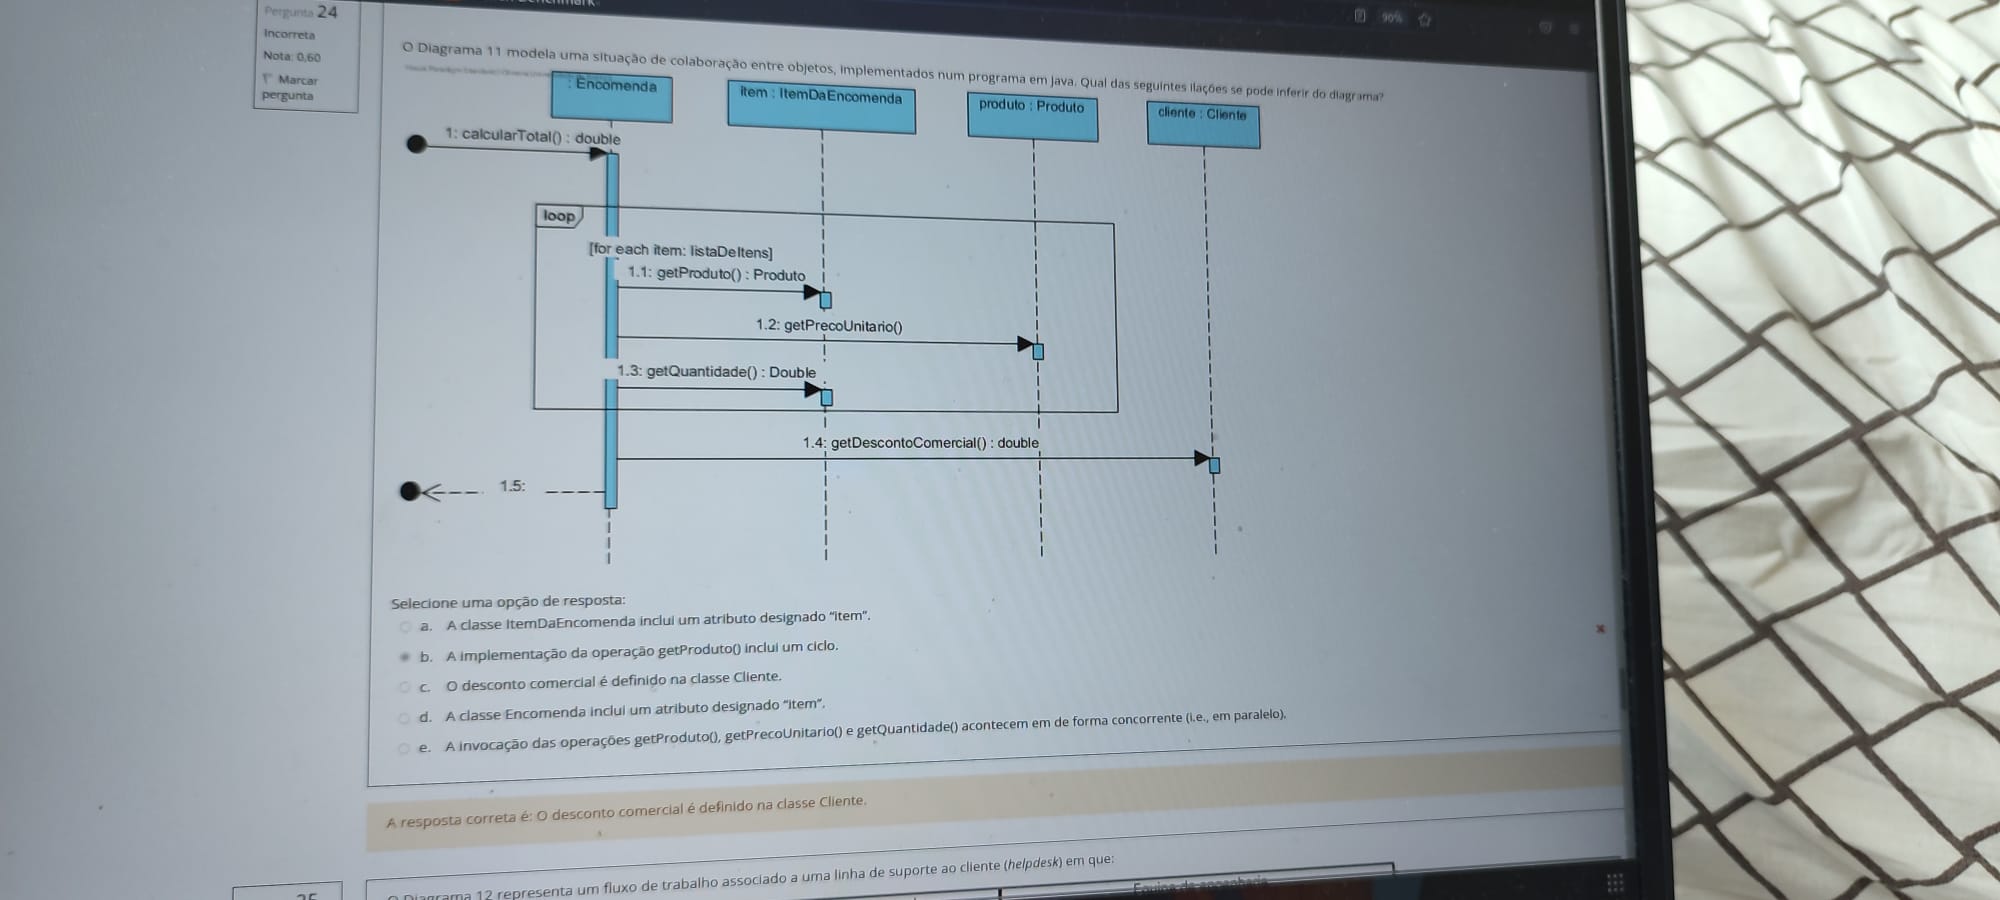 Pergunta 24
Incorreta
Nota: 0,60
Marcar
pergunta
90%
O Diagrama 11 modela uma situação de colaboração entre objetos, implementados num programa em Java. Qual das seguintes ilações se pode inferir do diagrama?
: Encomenda
item : ItemDaEncomenda
produto : Produto
cliente : Cliente
1: calcularTotal() : double
loop
[for each item: listaDeItens]
1.1: getProduto() : Produto
1.2: getPrecoUnitario()
1.3: getQuantidade() : Double
1.4: getDescontoComercial() : double
1.5:
Selecione uma opção de resposta:
a. A classe ItemDaEncomenda inclui um atributo designado “item”.
b. A implementação da operação getProduto() inclui um ciclo.
c. O desconto comercial é definido na classe Cliente.
d. A classe Encomenda inclui um atributo designado “item”.
e. A invocação das operações getProduto(), getPrecoUnitario() e getQuantidade() acontecem em de forma concorrente (i.e., em paralelo).
A resposta correta é: O desconto comercial é definido na classe Cliente.
O Diagrama 12 representa um fluxo de trabalho associado a uma linha de suporte ao cliente (helpdesk) em que: